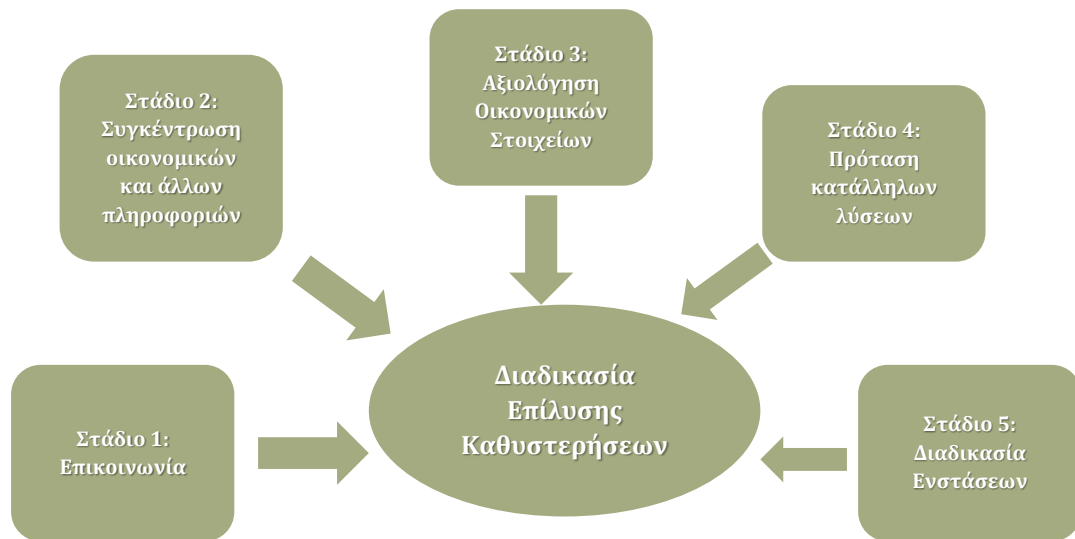 Στάδιο 1:
Επικοινωνία
Στάδιο 2:
Συγκέντρωση
οικονομικών
και άλλων
πληροφοριών
Στάδιο 3:
Αξιολόγηση
Οικονομικών
Στοιχείων
Στάδιο 4:
Πρόταση
κατάλληλων
λύσεων
Στάδιο 5:
Διαδικασία
Ενστάσεων
Διαδικασία
Επίλυσης
Καθυστερήσεων